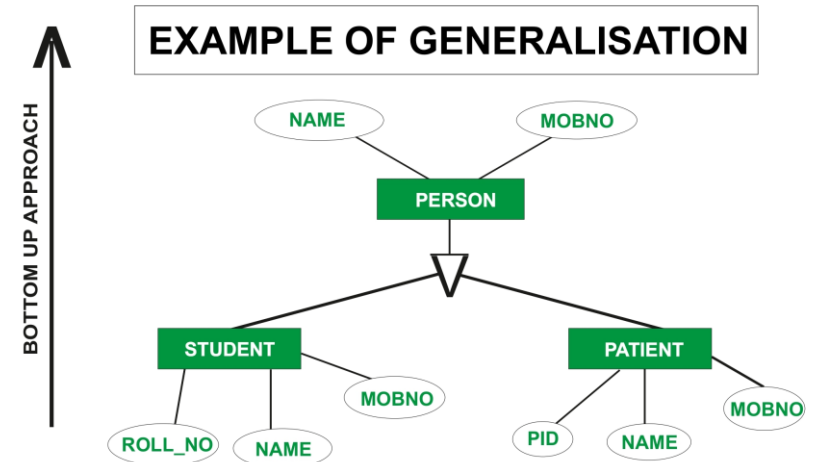 EXAMPLE OF GENERALISATION
BOTTOM UP APPROACH
NAME
MOBNO
PERSON
STUDENT
PATIENT
MOBNO
MOBNO
ROLL_NO
NAME
PID
NAME